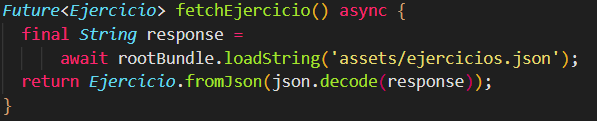 Future<Ejercicio> fetchEjercicio() async {
  final String response =
      await rootBundle.loadString('assets/ejercicios.json');
  return Ejercicio.fromJson(json.decode(response));
}